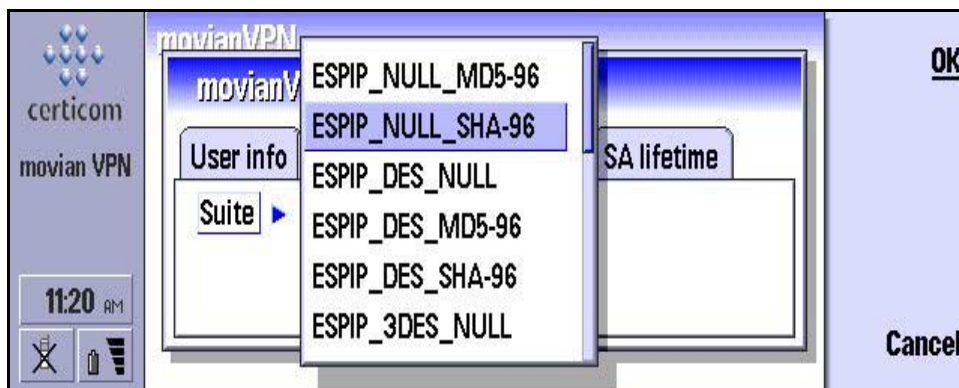 certicom
movian VPN
11:20 AM
movianVPN
movianV
User info
SA lifetime
Suite
ESPIP_NULL_MD5-96
ESPIP_NULL_SHA-96
ESPIP_DES_NULL
ESPIP_DES_MD5-96
ESPIP_DES_SHA-96
ESPIP_3DES_NULL
OK
Cancel